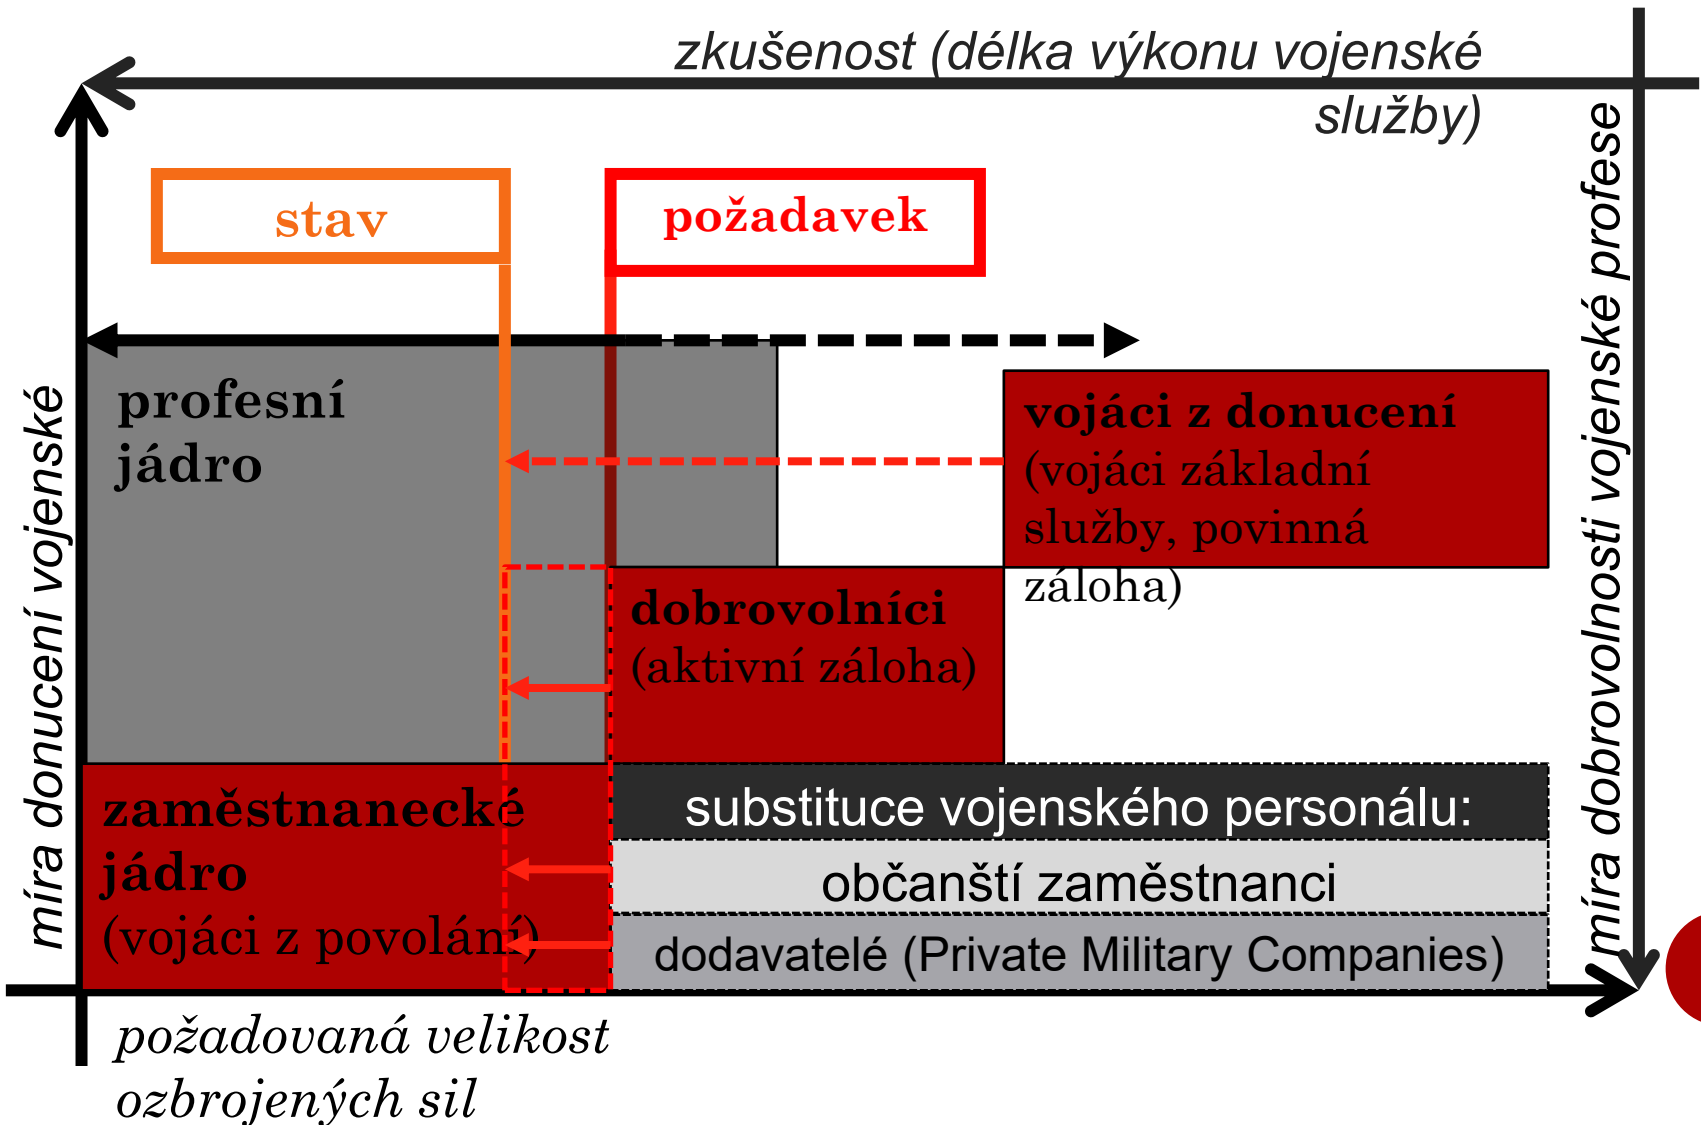 zkušenost (délka výkonu vojenské
služby)
stav
požadavek
míra donucení vojenské
míra dobrovolnosti vojenské profese
profesní
jádro
vojáci z donucení
(vojáci základní
služby, povinná
záloha)
dobrovolníci
(aktivní záloha)
zaměstnanecké
jádro
(vojáci z povolání)
substituce vojenského personálu:
občanští zaměstnanci
dodavatelé (Private Military Companies)
požadovaná velikost
ozbrojených sil